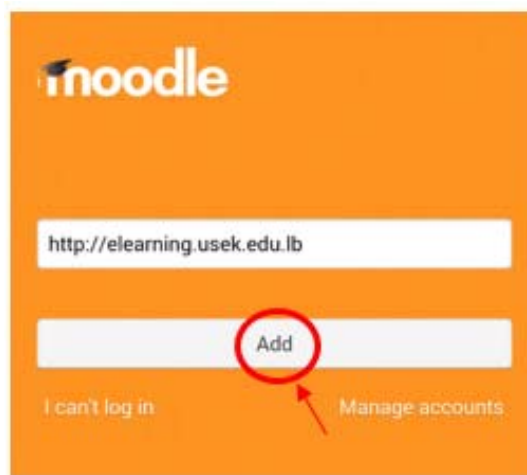 moodle
http://elearning.usek.edu.lb
Add
I can't log in
Manage accounts